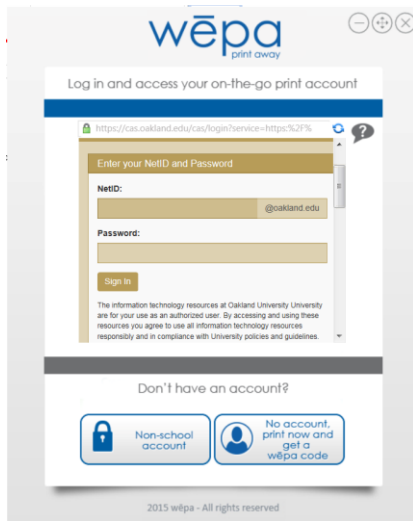 wēpa
print away
Log in and access your on-the-go print account
https://cas.oakland.edu/cas/login?service=https:%2F%
?
Enter your NetID and Password
NetID:
@oakland.edu
Password:
Sign In
The information technology resources at Oakland University University
are for your use as an authorized user. By accessing and using these
resources you agree to use all information technology resources
responsibly and in compliance with University policies and guidelines.
Don't have an account?
Non-school
account
No account,
print now and
get a
wēpa code
2015 wēpa - All rights reserved